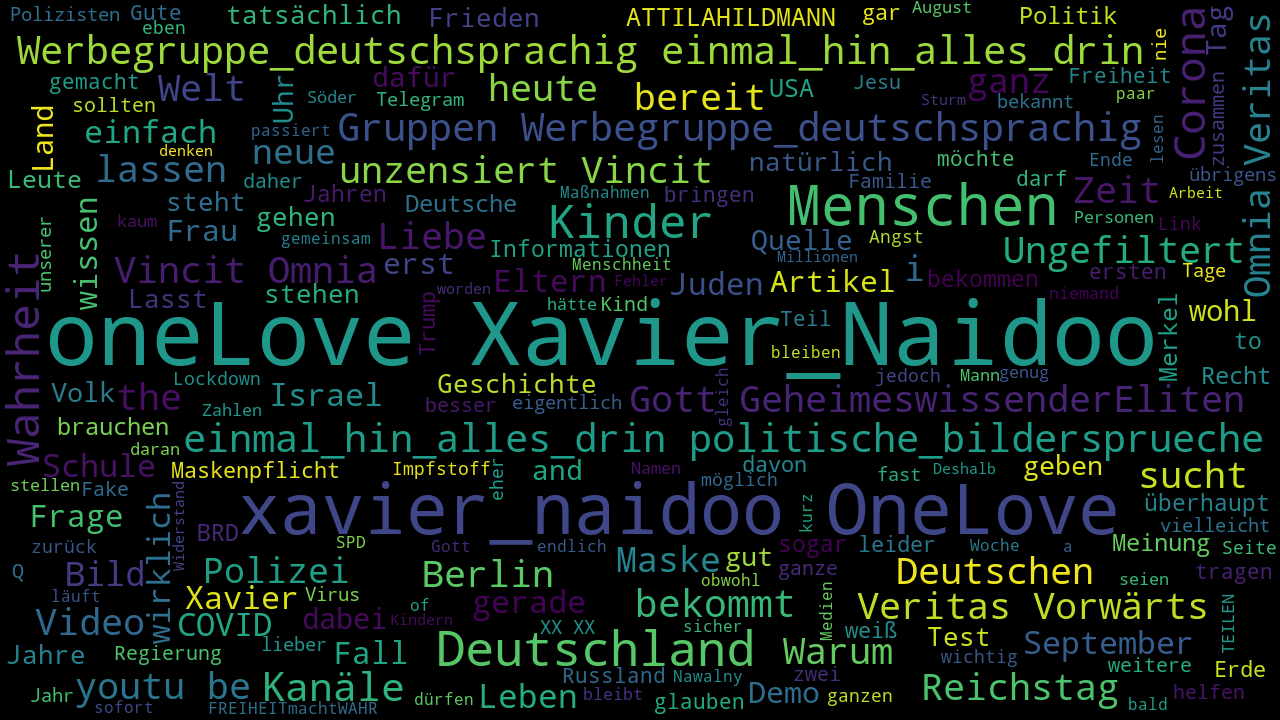 Polizisten Gute tatsächlich Frieden ATTILAHILDMANN gar August Politik
eben
Werbegruppe_deutschsprachig einmal_hin_alles_drin nie Corona Tag
gemacht Welt dafür heute bereit USA Jesu ganz Freiheit
sollten Uhr Söder Telegram Sturm bekannt paar
Land einfach passiert Gruppen Werbegruppe_deutschsprachig lesen zusammen Omnia Veritas
denken neue unzensiert Vincit natürlich möchte Ende
Leute lassen daher Jahren Maßnahmen bringen Familie darf Zeit übrigens Arbeit
unserer wissen kaum steht gehen Deutsche Kinder Menschen Personen Link
Frau gemeinsam Liebe Informationen Quelle Angst Ungefiltert
Wahrheit Vincit Omnia erst Menschheit Millionen Artikel i bekommen ersten Tage
Lasst stehen worden Eltern Fehler Juden niemand
hätte Kind Teil wohl
oneLove Xavier_Naidoo
Trump bleiben Merkel to
Volk the Lockdown Israel Geschichte gleich jedoch Mann genug Recht
Zahlen besser eigentlich Gott GeheimeswissenderEliten
brauchen
daran einmal_hin_alles_drin politische_bildersprueche
Schule Maskenpflicht Impfstoff eher and Namen davon fast Deshalb geben sucht
stellen Fake möglich
Frage wirklich Widerstand BRD xavier_naidoo OneLove kurz überhaupt
vielleicht
zurück SPD Gott endlich Maske gut sogar leider Woche a Meinung Seite
Q Bild Polizei Berlin obwohl ganze Deutschen seien tragen
läuft Xavier Virus of gerade bekommt Medien Veritas Vorwärts TEILEN
Video COVID dabei Kindern XX XX sicher weiß Test September
Jahre Regierung lieber Fall Deutschland Warum wichtig weitere Erde
Russland Nawalny zwei
Jahr youtu be Kanäle dürfen Leben bleibt glauben Demo ganzen Reichstag helfen
sofort FREIHEITmachtWAHR bald